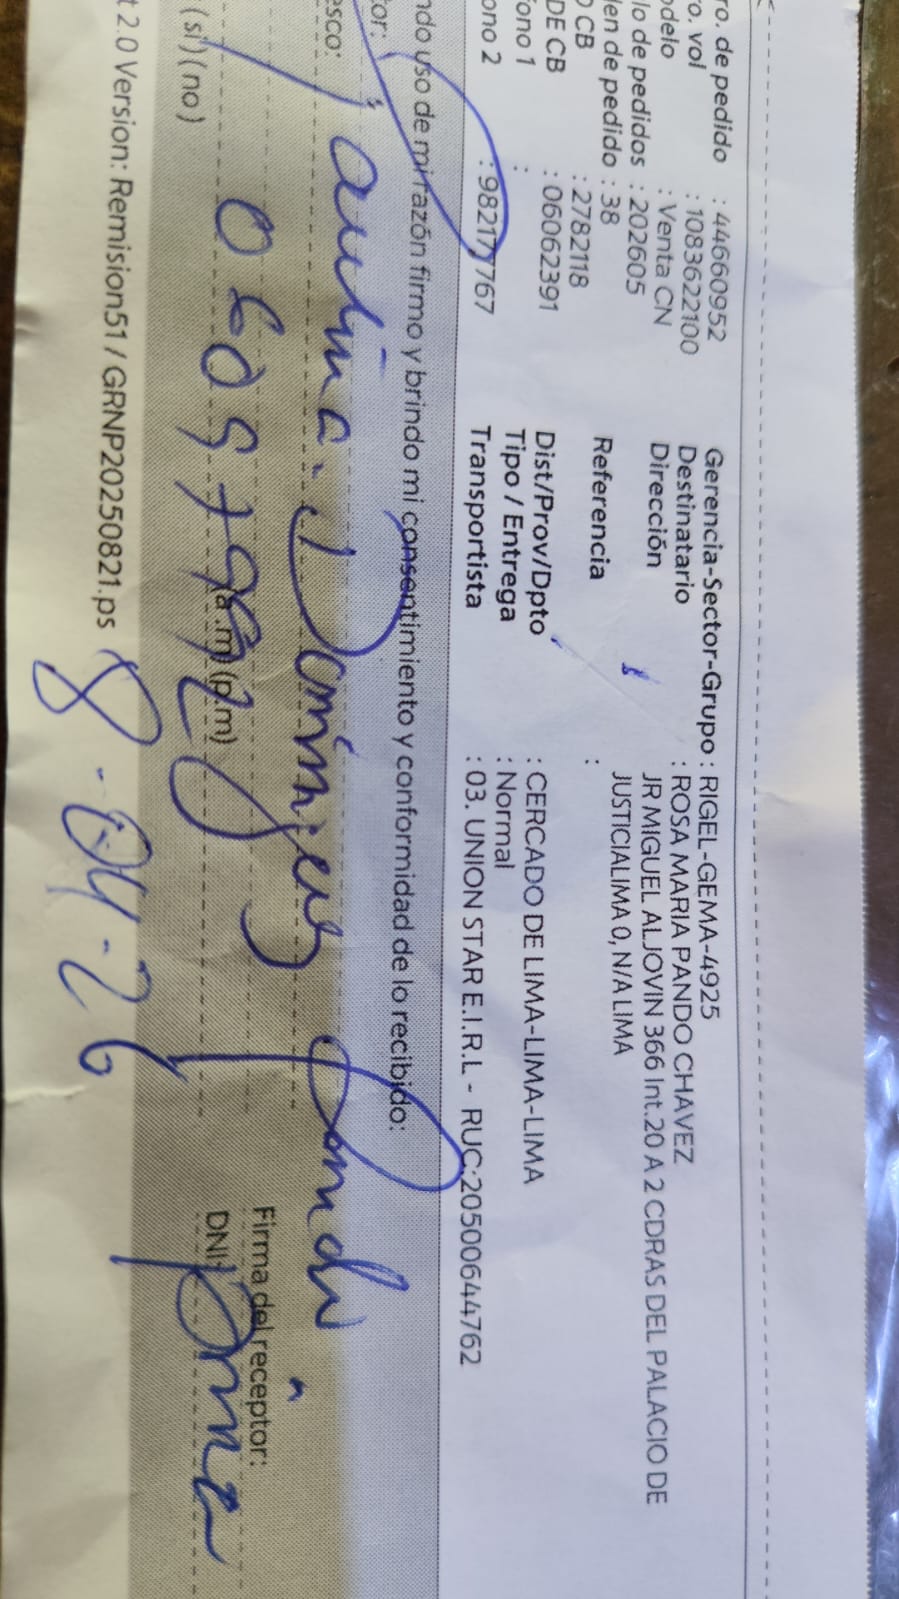 ro. de pedido : 44660952
ro. vol : 1083622100
odelo : Venta CN
lo de pedidos : 202605
den de pedido : 38
O CB : 2782118
DE CB : 06062391
fono 1 :
ono 2 : 982177767
Gerencia-Sector-Grupo : RIGEL-GEMA-4925
Destinatario : ROSA MARIA PANDO CHAVEZ
Dirección JR MIGUEL ALJOVIN 366 Int.20 A 2 CDRAS DEL PALACIO DE
JUSTICIALIMA 0, N/A LIMA
Referencia :
Dist/Prov/Dpto : CERCADO DE LIMA-LIMA-LIMA
Tipo / Entrega : Normal
Transportista : 03. UNION STAR E.I.R.L - RUC:20500644762
ndo uso de mi razón firmo y brindo mi consentimiento y conformidad de lo recibido:
tor:
esco:
(a.m) (p.m)
(si) (no)
Firma del receptor:
DNI:
t 2.0 Version: Remision51 / GRNP20250821.ps
8-04-26